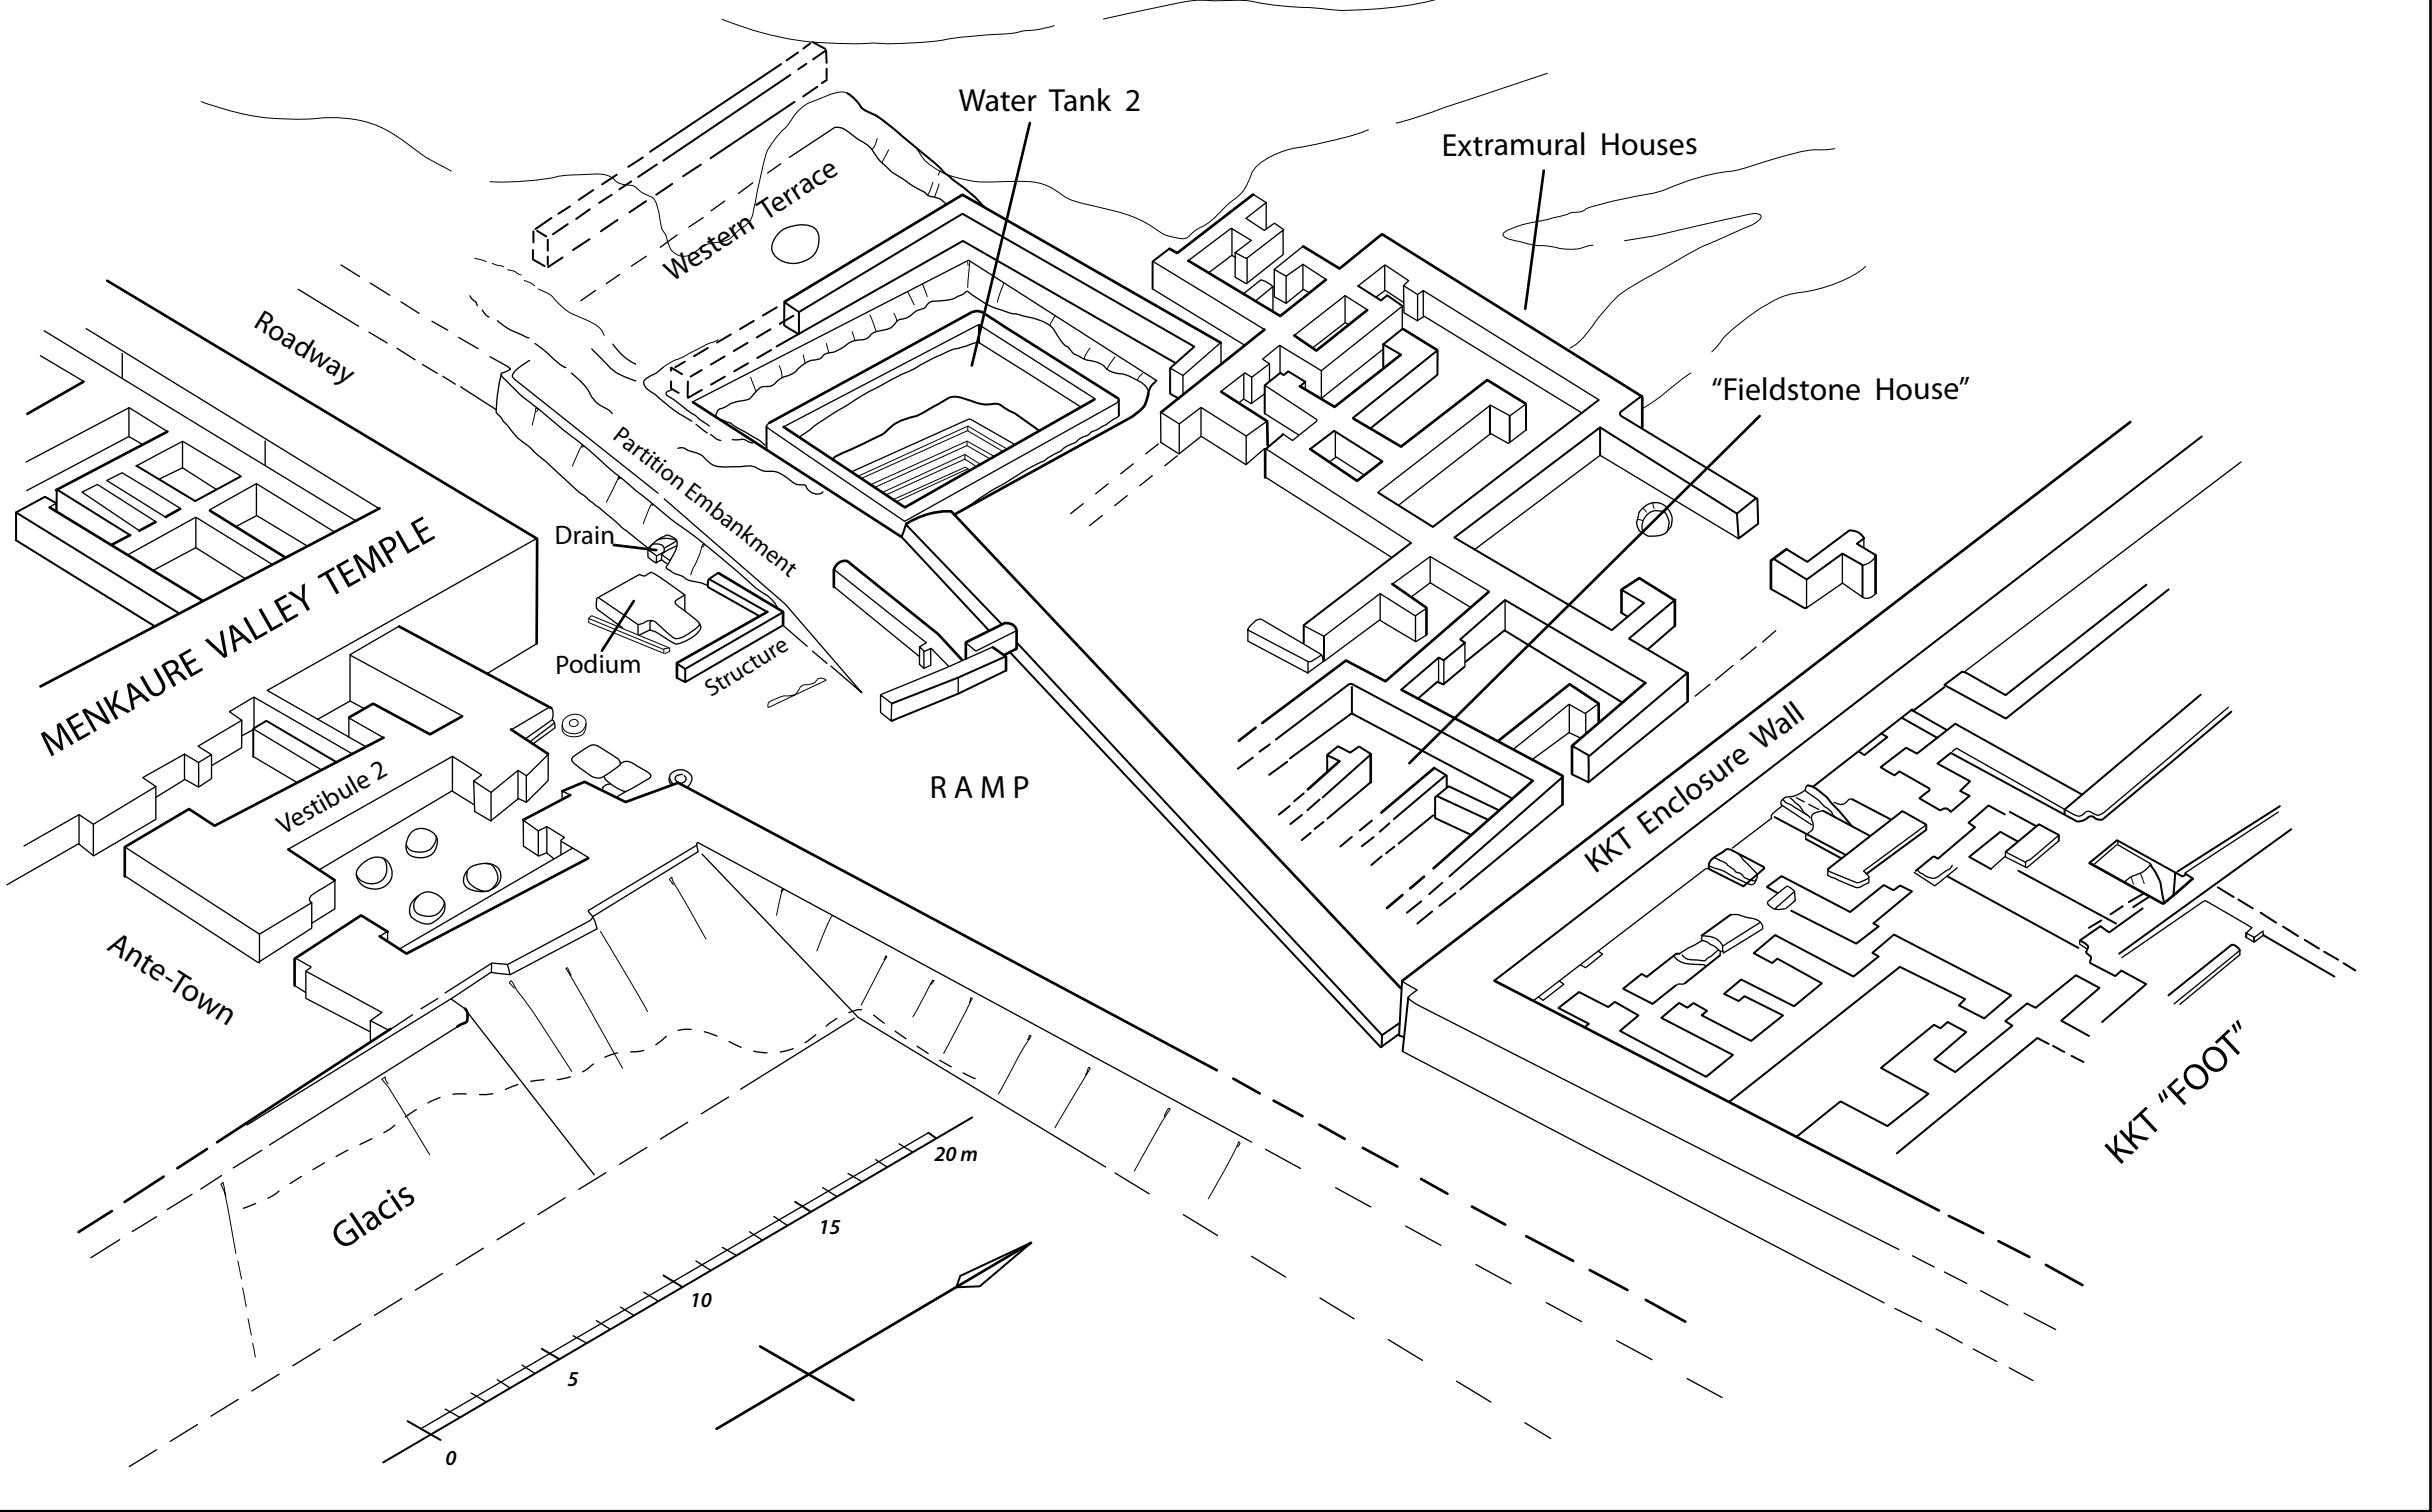 Water Tank 2
Extramural Houses
Western Terrace
Roadway
“Fieldstone House”
Partition Embankment
Drain
MENKAURE VALLEY TEMPLE
Podium
Structure
Vestibule 2
RAMP
KKT Enclosure Wall
Ante-Town
KKT “FOOT”
Glacis
20 m
15
10
5
0